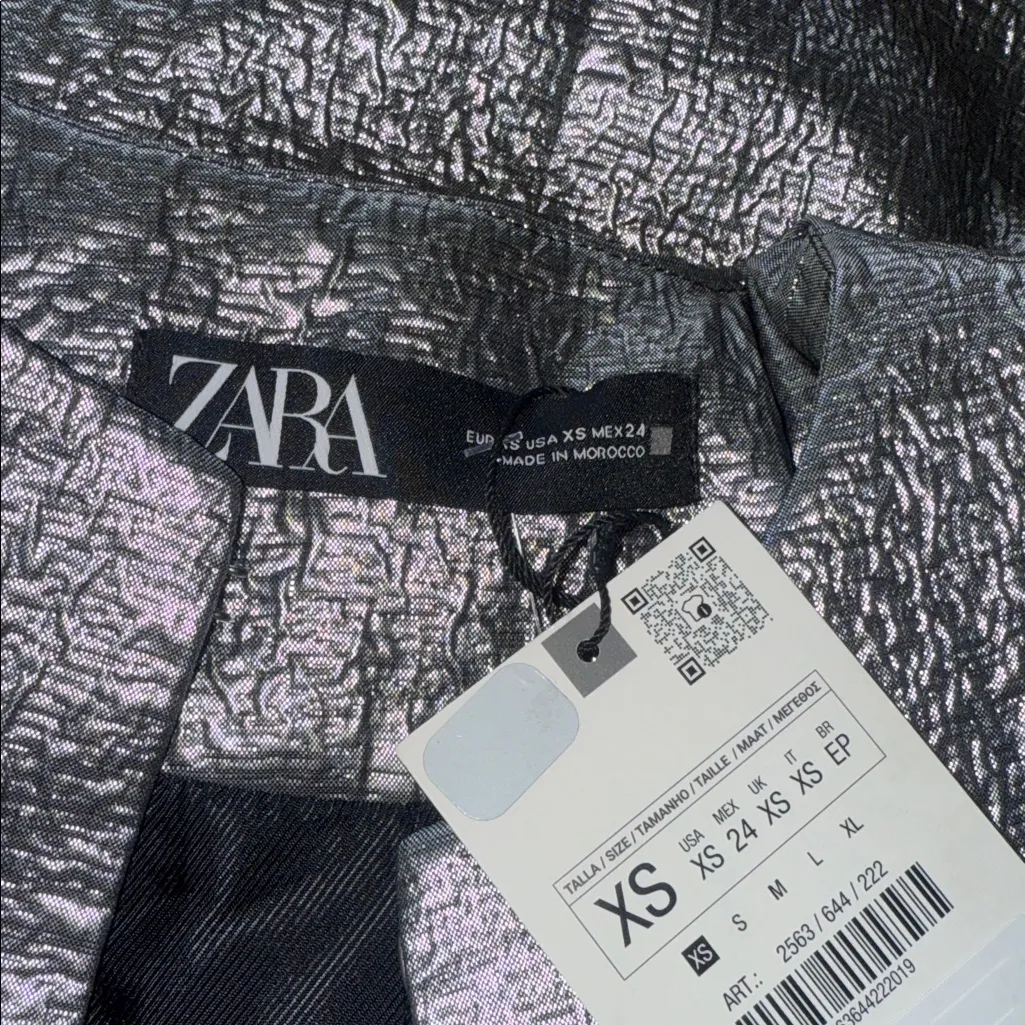 ZARA
EUR XS USA XS MEX 24
•MADE IN MOROCCO
TALLA / SIZE / TAMANHO / TAILLE / MAAT / ΜΕΓΕΘΟΣ
XS
USA MEX UK IT BR
XS 24 XS XS EP
XS S M L XL
ART.: 2563 / 644 / 222
3644222019